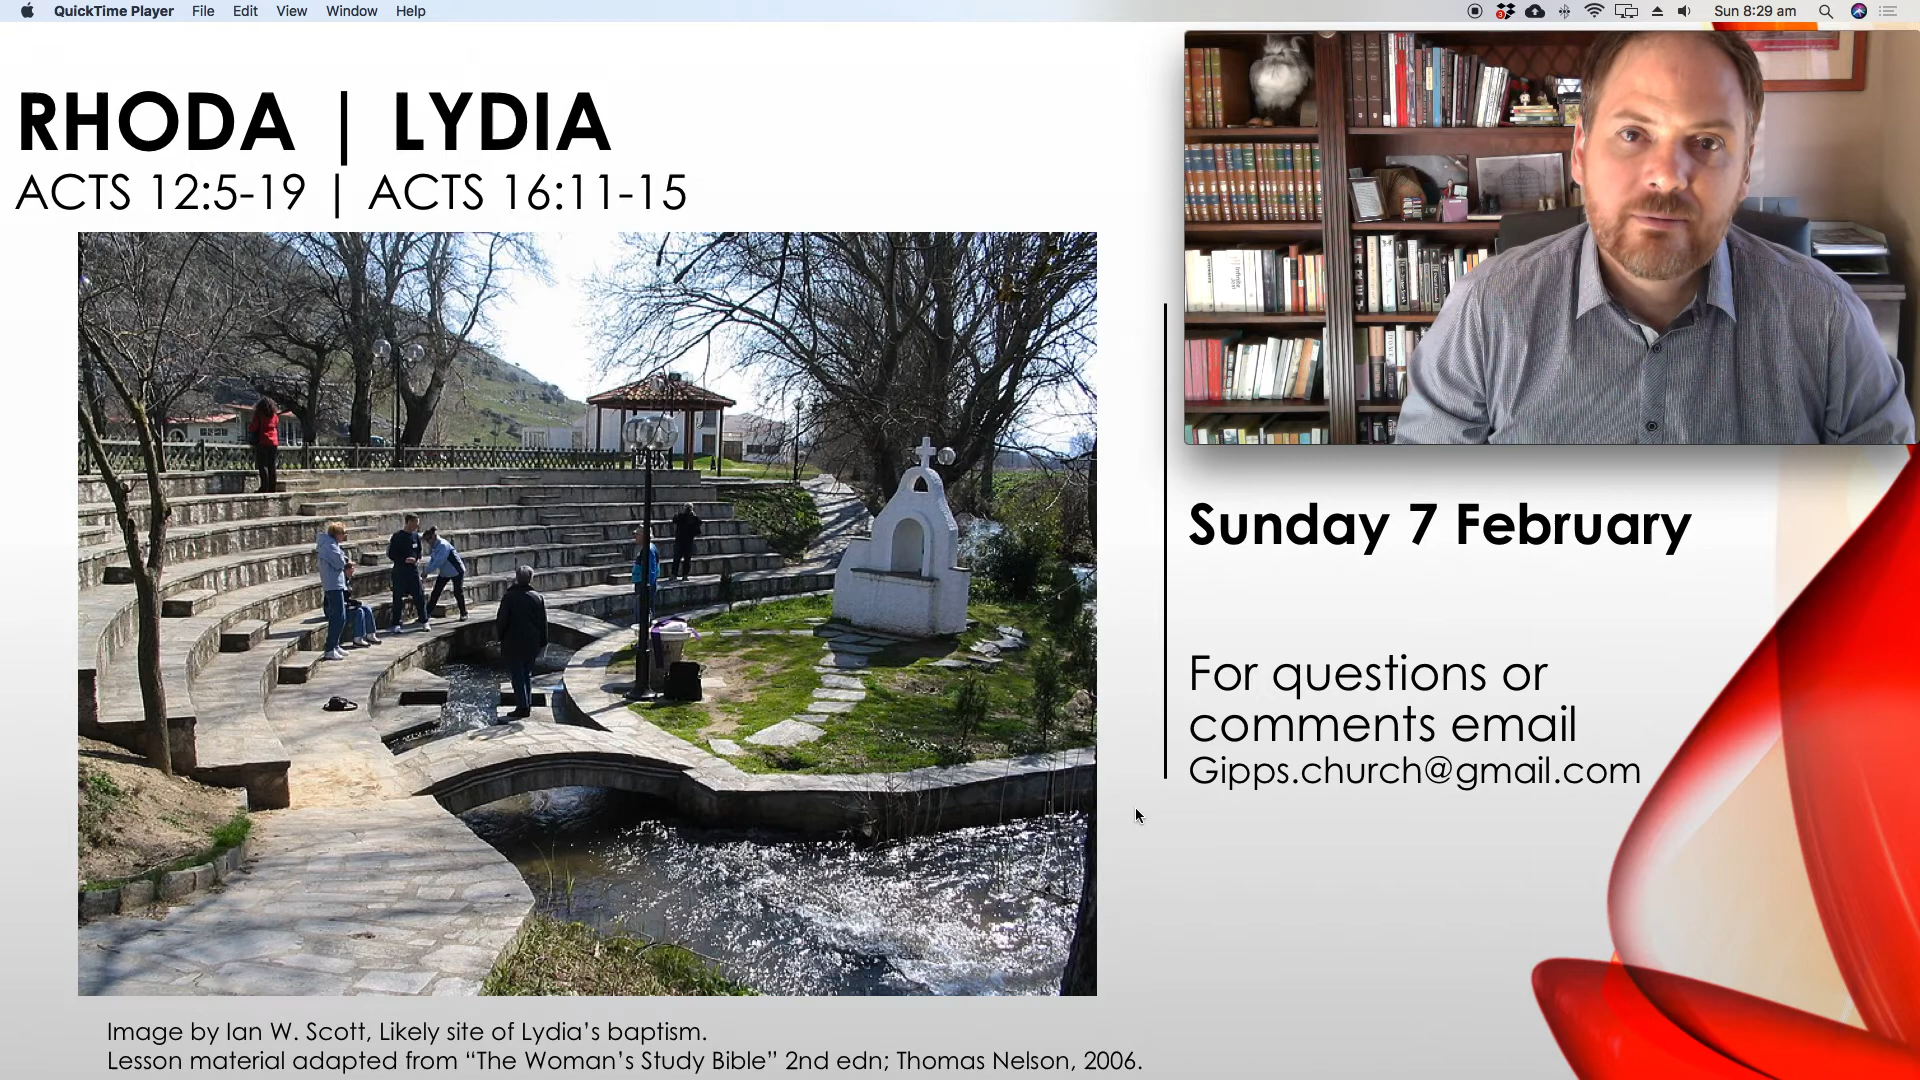 QuickTime Player File Edit View Window Help
Sun 8:29 am
RHODA | LYDIA
ACTS 12:5-19 | ACTS 16:11-15
Sunday 7 February
For questions or
comments email
Gipps.church@gmail.com
Image by Ian W. Scott, Likely site of Lydia’s baptism.
Lesson material adapted from “The Woman’s Study Bible” 2nd edn; Thomas Nelson, 2006.